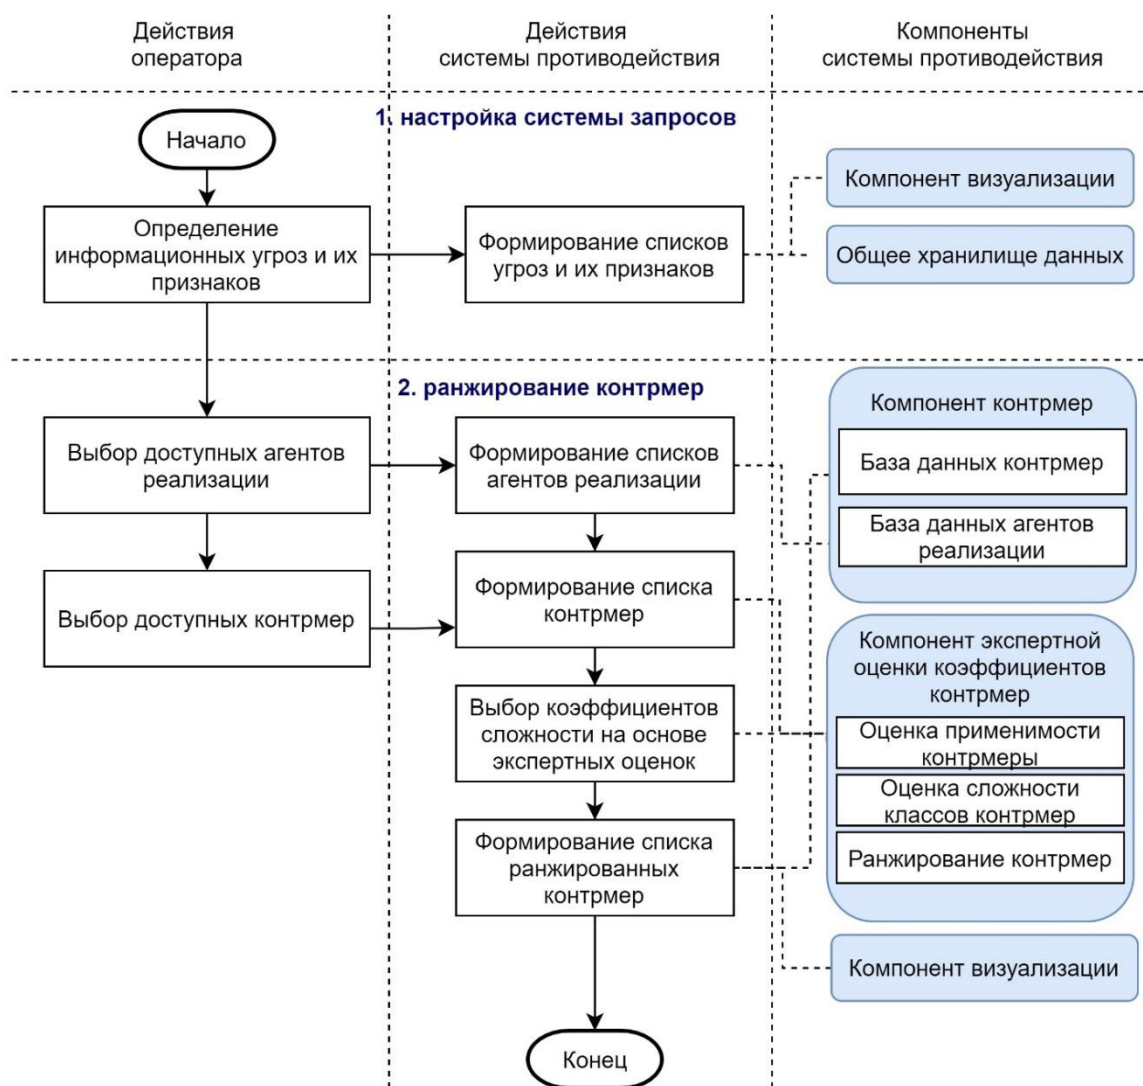 Действия
оператора
Действия
системы противодействия
Компоненты
системы противодействия
1. настройка системы запросов
Начало
Определение
информационных угроз и их
признаков
Формирование списков
угроз и их признаков
Компонент визуализации
Общее хранилище данных
2. ранжирование контрмер
Выбор доступных агентов
реализации
Формирование списков
агентов реализации
Компонент контрмер
База данных контрмер
База данных агентов
реализации
Выбор доступных контрмер
Формирование списка
контрмер
Выбор коэффициентов
сложности на основе
экспертных оценок
Формирование списка
ранжированных
контрмер
Компонент экспертной
оценки коэффициентов
контрмер
Оценка применимости
контрмеры
Оценка сложности
классов контрмер
Ранжирование контрмер
Компонент визуализации
Конец